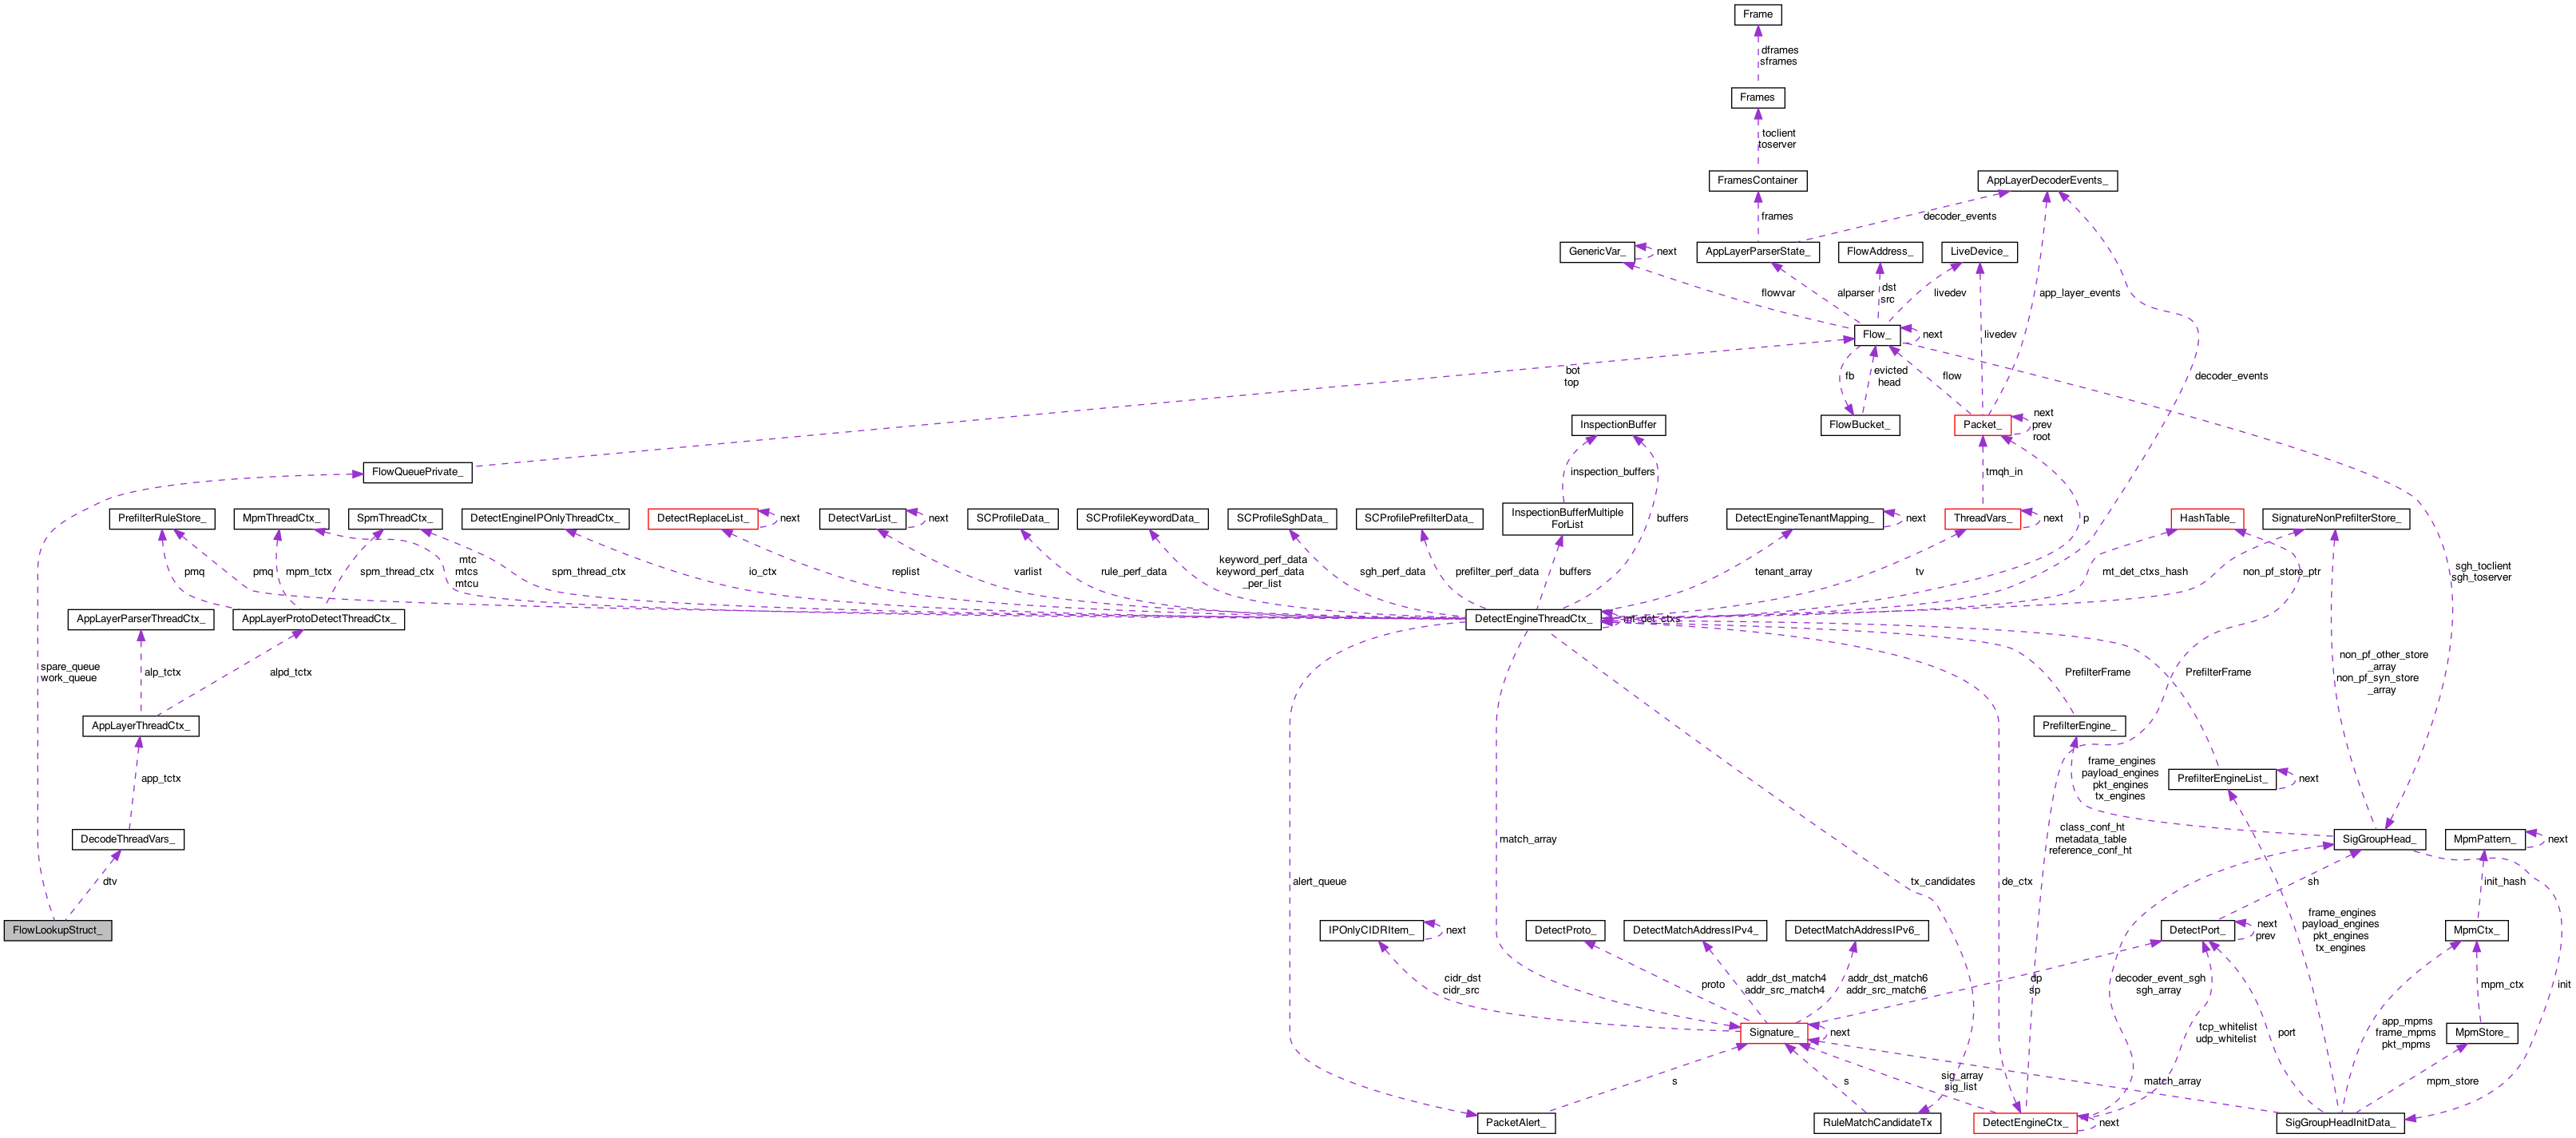 Frame
dframes
sframes
Frames
toclient
toserver
FramesContainer
AppLayerDecoderEvents_
frames
decoder_events
GenericVar_
next
AppLayerParserState_
FlowAddress_
LiveDevice_
flowvar
alparser
dst
src
livedev
app_layer_events
Flow_
next
livedev
bot
top
fb
evicted
head
flow
decoder_events
InspectionBuffer
FlowBucket_
Packet_
next
prev
root
FlowQueuePrivate_
inspection_buffers
tmqh_in
PrefilterRuleStore_
MpmThreadCtx_
SpmThreadCtx_
DetectEngineIPOnlyThreadCtx_
DetectReplaceList_
next
DetectVarList_
next
SCProfileData_
SCProfileKeywordData_
SCProfileSghData_
SCProfilePrefilterData_
InspectionBufferMultiple
ForList
buffers
DetectEngineTenantMapping_
next
ThreadVars_
next
p
HashTable_
SignatureNonPrefilterStore_
pmq
pmq
mpm_tctx
spm_thread_ctx
mtc
mtcs
mtcu
spm_thread_ctx
io_ctx
replist
varlist
rule_perf_data
keyword_perf_data
keyword_perf_data
_per_list
sgh_perf_data
prefilter_perf_data
buffers
tenant_array
tv
mt_det_ctxs_hash
non_pf_store_ptr
sgh_toclient
sgh_toserver
AppLayerParserThreadCtx_
AppLayerProtoDetectThreadCtx_
DetectEngineThreadCtx_
mt_det_ctxs
spare_queue
work_queue
alp_tctx
alpd_tctx
PrefilterFrame
PrefilterFrame
non_pf_other_store
_array
non_pf_syn_store
_array
AppLayerThreadCtx_
PrefilterEngine_
app_tctx
frame_engines
payload_engines
pkt_engines
tx_engines
PrefilterEngineList_
next
DecodeThreadVars_
match_array
class_conf_ht
metadata_table
reference_conf_ht
SigGroupHead_
MpmPattern_
next
dtv
alert_queue
tx_candidates
de_ctx
sh
init_hash
FlowLookupStruct_
IPOnlyCIDRItem_
next
DetectProto_
DetectMatchAddressIPv4_
DetectMatchAddressIPv6_
DetectPort_
next
prev
frame_engines
payload_engines
pkt_engines
tx_engines
MpmCtx_
cidr_dst
cidr_src
proto
addr_dst_match4
addr_src_match4
addr_dst_match6
addr_src_match6
dp
sp
decoder_event_sgh
sgh_array
mpm_ctx
init
Signature_
next
tcp_whitelist
udp_whitelist
port
app_mpms
frame_mpms
pkt_mpms
MpmStore_
s
s
sig_array
sig_list
match_array
mpm_store
PacketAlert_
RuleMatchCandidateTx
DetectEngineCtx_
next
SigGroupHeadInitData_